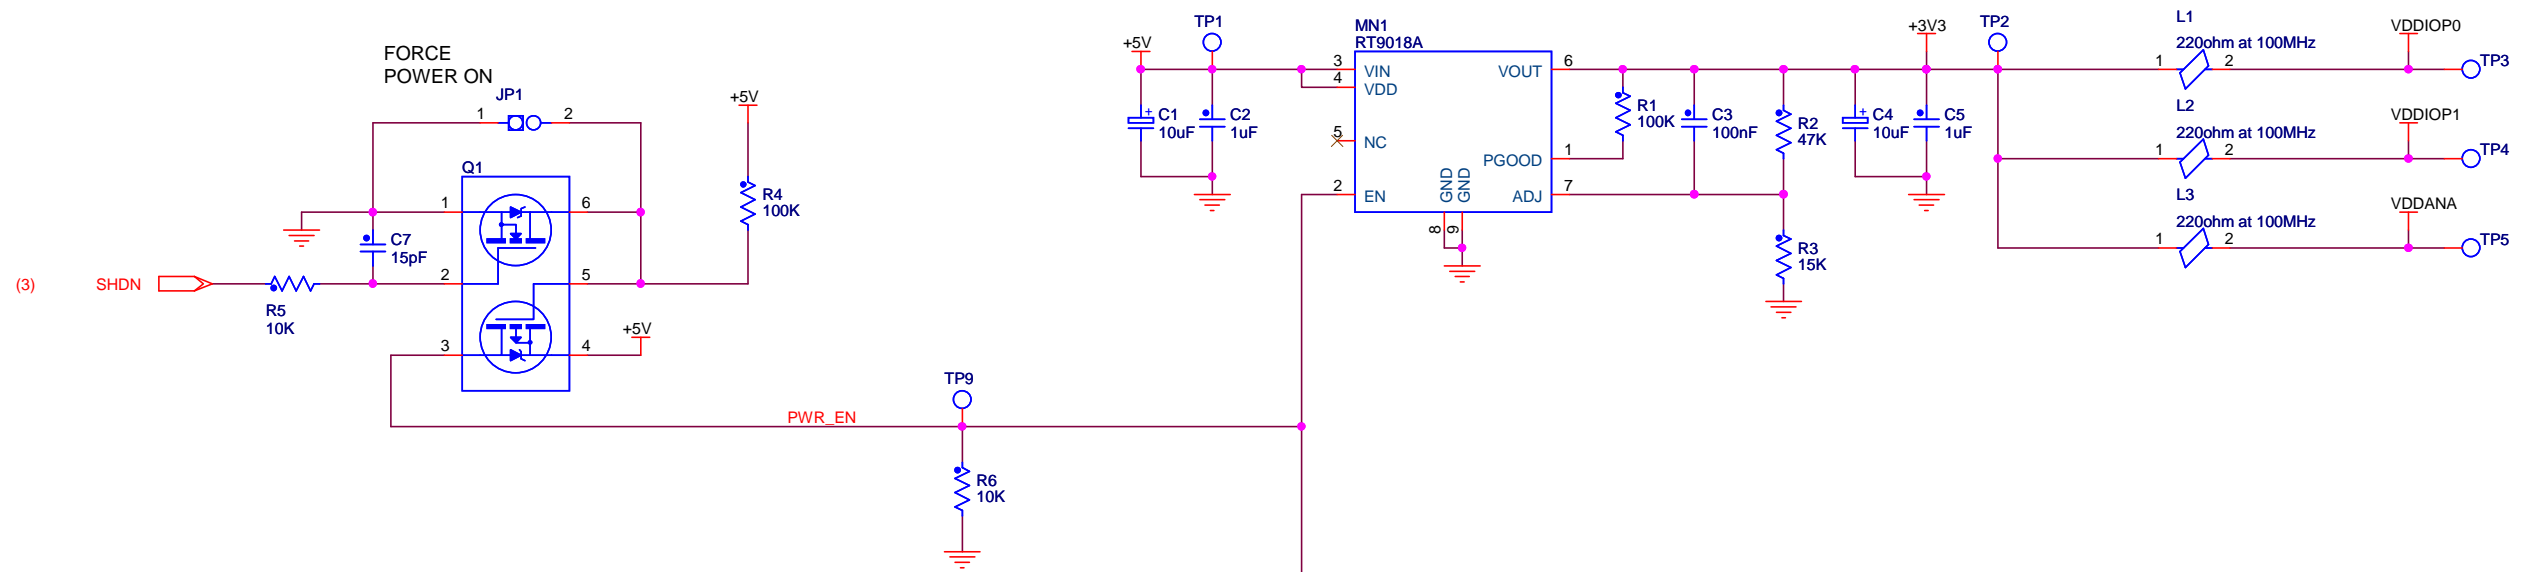 FORCE
POWER ON
JP1
1
2
+5V
Q1
1
6
R4
100K
C7
15pF
2
5
(3)
SHDN
R5
10K
+5V
3
4
TP9
PWR_EN
R6
10K
+5V
TP1
C1
10uF
C2
1uF
MN1
RT9018A
3
VIN
4
VDD
5
NC
2
EN
GND
GND
8
9
VOUT
6
PGOOD
1
ADJ
7
R1
100K
C3
100nF
R2
47K
R3
15K
+
C4
10uF
+
C5
1uF
+3V3
TP2
L1
220ohm at 100MHz
1
2
VDDIOP0
TP3
L2
220ohm at 100MHz
1
2
VDDIOP1
TP4
L3
220ohm at 100MHz
1
2
VDDANA
TP5